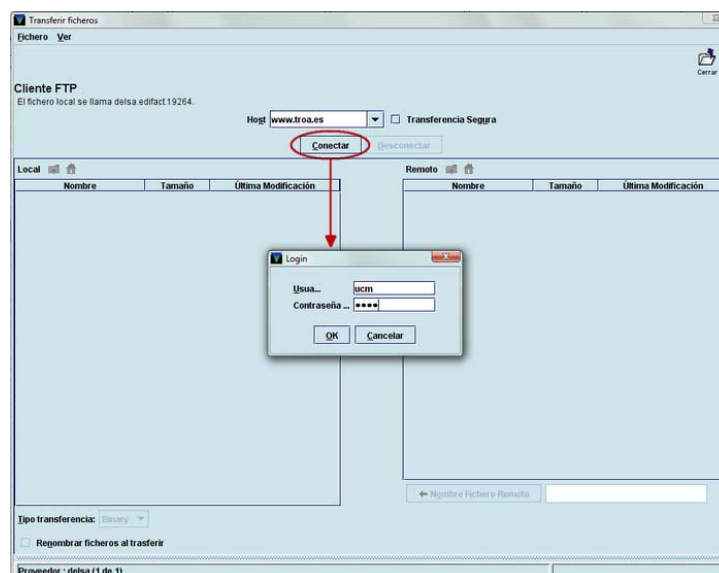 Transferir ficheros
Fichero Ver
Cerrar
Cliente FTP
El fichero local se llama delsa.edifact.19264.
Host www.troa.es Transferencia Segura
Conectar Desconectar
Local Remoto
Nombre Tamaño Última Modificación Nombre Tamaño Última Modificación
Login
Usua... ucm
Contraseña ... ••••
OK Cancelar
Nombre Fichero Remoto
Tipo transferencia: Binary
Renombrar ficheros al trasferir
Proveedor : delsa (1 de 1)